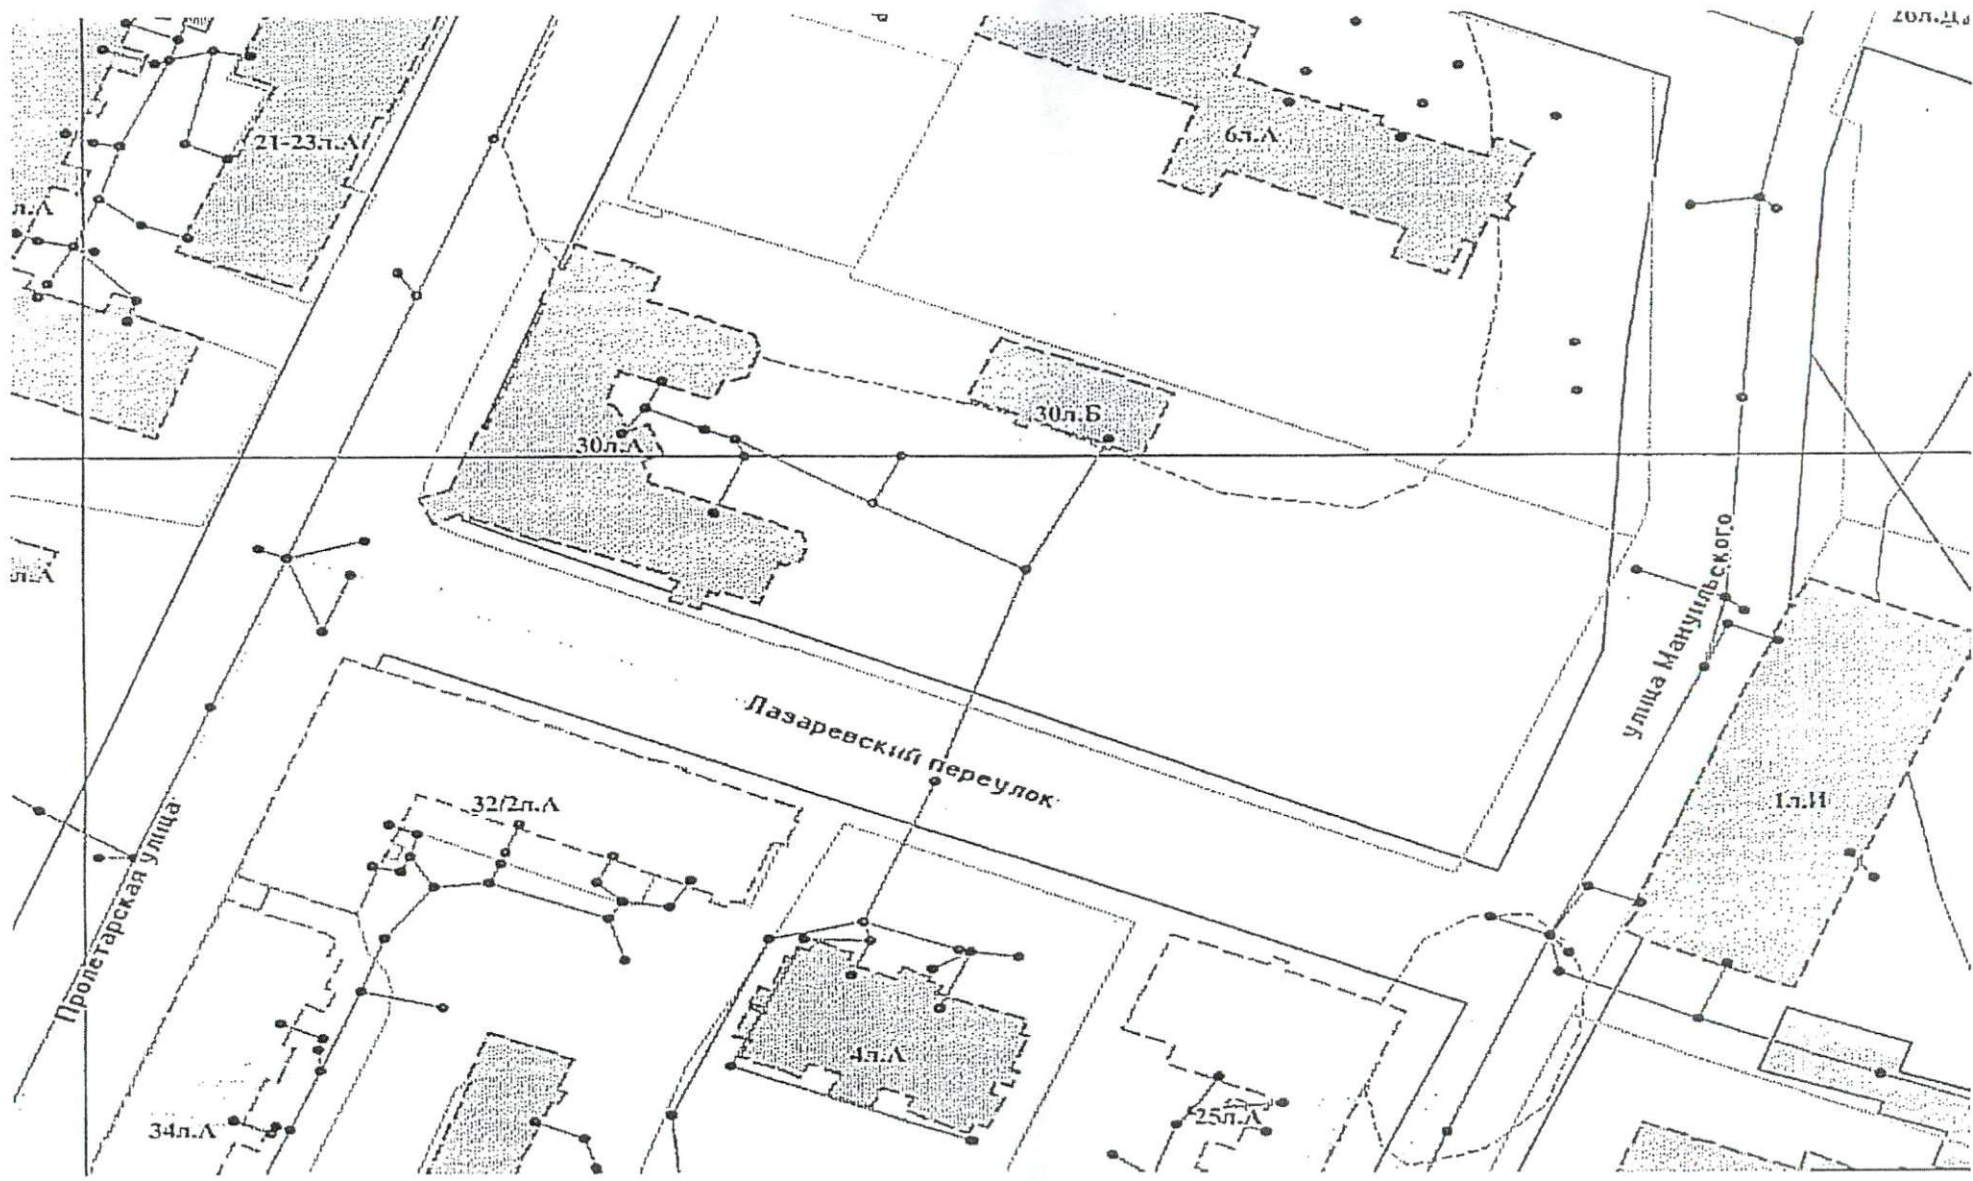 21-23л.А
6л.А
л.А
30л.Б
30л.А
л.А
улица Мануильского
Лазаревский переулок
32/2л.А
1л.И
Пролетарская улица
4л.А
25л.А
34л.А